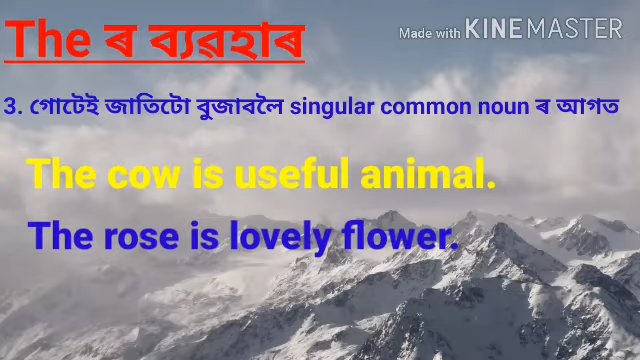 The ৰ ব্যৱহাৰ
Made with KINEMASTER
3. গোটেই জাতিটো বুজাবলৈ singular common noun ৰ আগত
The cow is useful animal.
The rose is lovely flower.